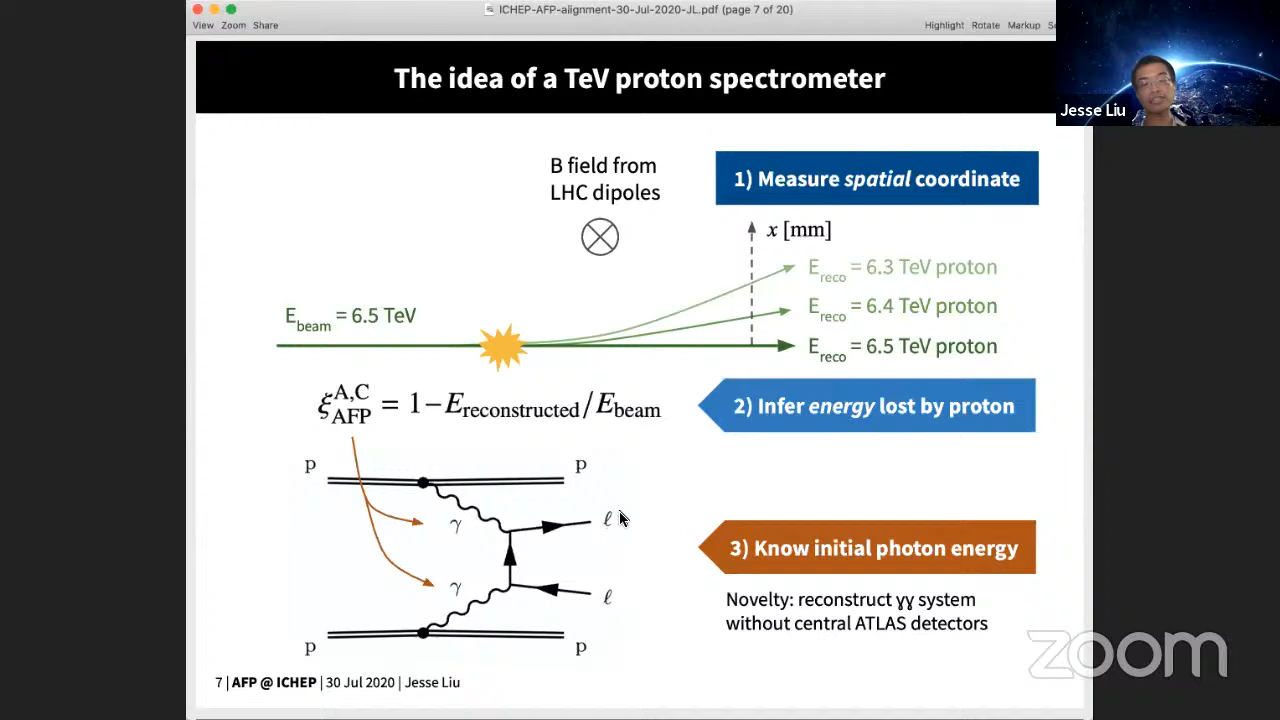 ICHEP-AFP-alignment-30-Jul-2020-JL.pdf (page 7 of 20)
View Zoom Share
Highlight Rotate Markup
Jesse Liu
The idea of a TeV proton spectrometer
B field from
LHC dipoles
1) Measure spatial coordinate
x [mm]
E_reco = 6.3 TeV proton
E_reco = 6.4 TeV proton
E_reco = 6.5 TeV proton
E_beam = 6.5 TeV
ξ^A,C_AFP = 1−E_reconstructed/E_beam
2) Infer energy lost by proton
p p
γ ℓ
γ ℓ
p p
3) Know initial photon energy
Novelty: reconstruct γγ system
without central ATLAS detectors
zoom
7 | AFP @ ICHEP | 30 Jul 2020 | Jesse Liu